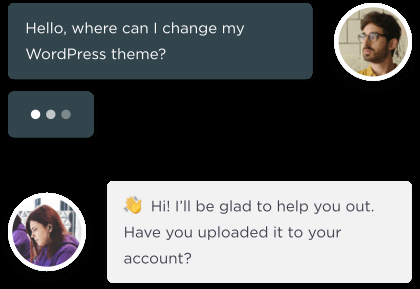 Hello, where can I change my
WordPress theme?
👋 Hi! I’ll be glad to help you out.
Have you uploaded it to your
account?